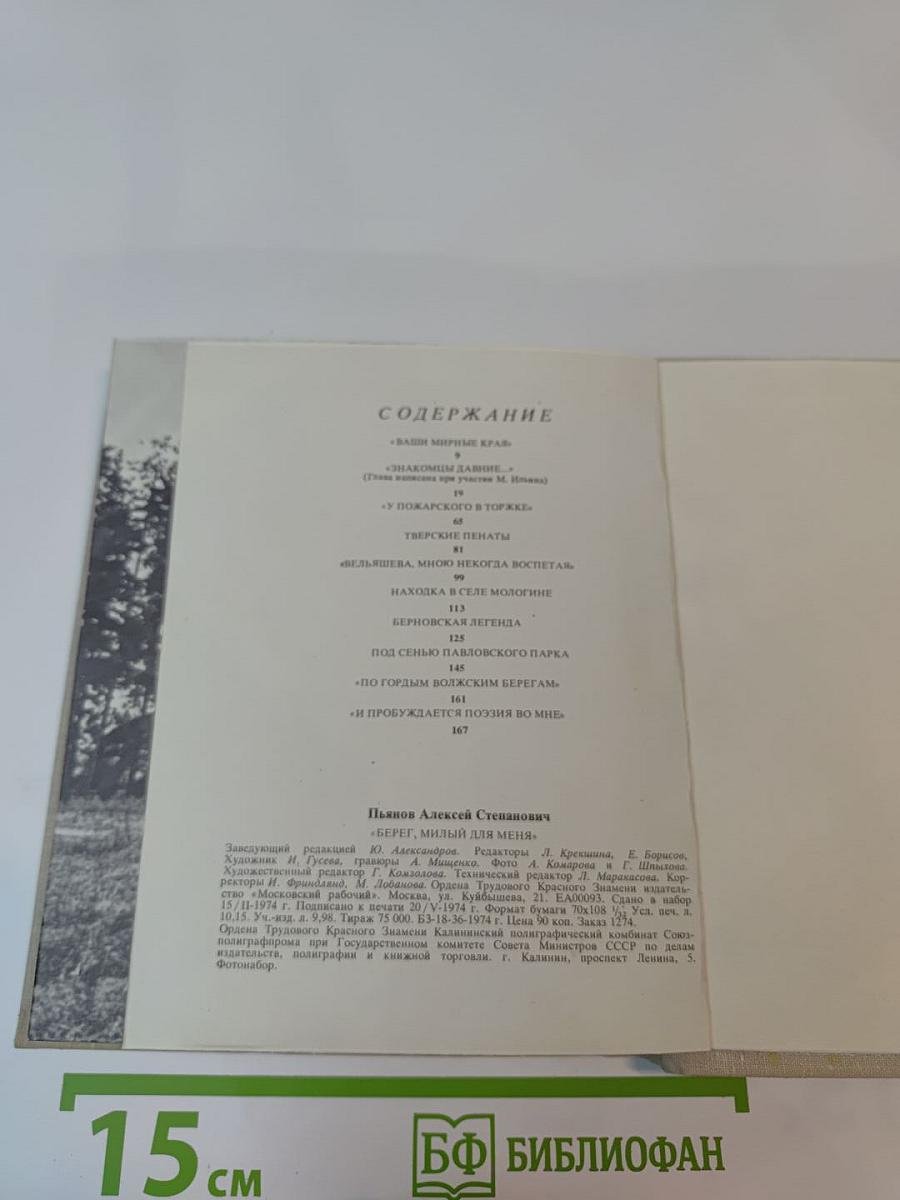 СОДЕРЖАНИЕ
«ВАШИ МИРНЫЕ КРАЯ»
9
«ЗНАКОМЦЫ ДАВНИЕ...»
(Глава написана при участии М. Ильина)
19
«У ПОЖАРСКОГО В ТОРЖКЕ»
65
ТВЕРСКИЕ ПЕНАТЫ
81
«ВЕЛЬЯШЕВА, МНОЮ НЕКОГДА ВОСПЕТАЯ»
99
НАХОДКА В СЕЛЕ МОЛОГИНЕ
113
БЕРНОВСКАЯ ЛЕГЕНДА
125
ПОД СЕНЬЮ ПАВЛОВСКОГО ПАРКА
145
«ПО ГОРДЫМ ВОЛЖСКИМ БЕРЕГАМ»
161
«И ПРОБУЖДАЕТСЯ ПОЭЗИЯ ВО МНЕ»
167
Пьянов Алексей Степанович
«БЕРЕГ, МИЛЫЙ ДЛЯ МЕНЯ»
Заведующий редакцией Ю. Александров. Редакторы Л. Крекшина, Е. Борисов,
Художник И. Гусева, гравюры А. Мищенко. Фото А. Комарова и Г. Шпыхова.
Художественный редактор Г. Комзолова. Технический редактор Л. Маракасова. Кор-
ректоры И. Фриндлянд, М. Лобанова. Ордена Трудового Красного Знамени издатель-
ство «Московский рабочий». Москва, ул. Куйбышева, 21. ЕА00093. Сдано в набор
15/II-1974 г. Подписано к печати 20/V-1974 г. Формат бумаги 70х108 1/32 Усл. печ. л.
10,15. Уч.-изд. л. 9,98. Тираж 75 000. БЗ-18-36-1974 г. Цена 90 коп. Заказ 1274.
Ордена Трудового Красного Знамени Калининский полиграфический комбинат Союз-
полиграфпрома при Государственном комитете Совета Министров СССР по делам
издательств, полиграфии и книжной торговли. г. Калинин, проспект Ленина, 5.
Фотонабор.
15 см
БФ БИБЛИОФАН